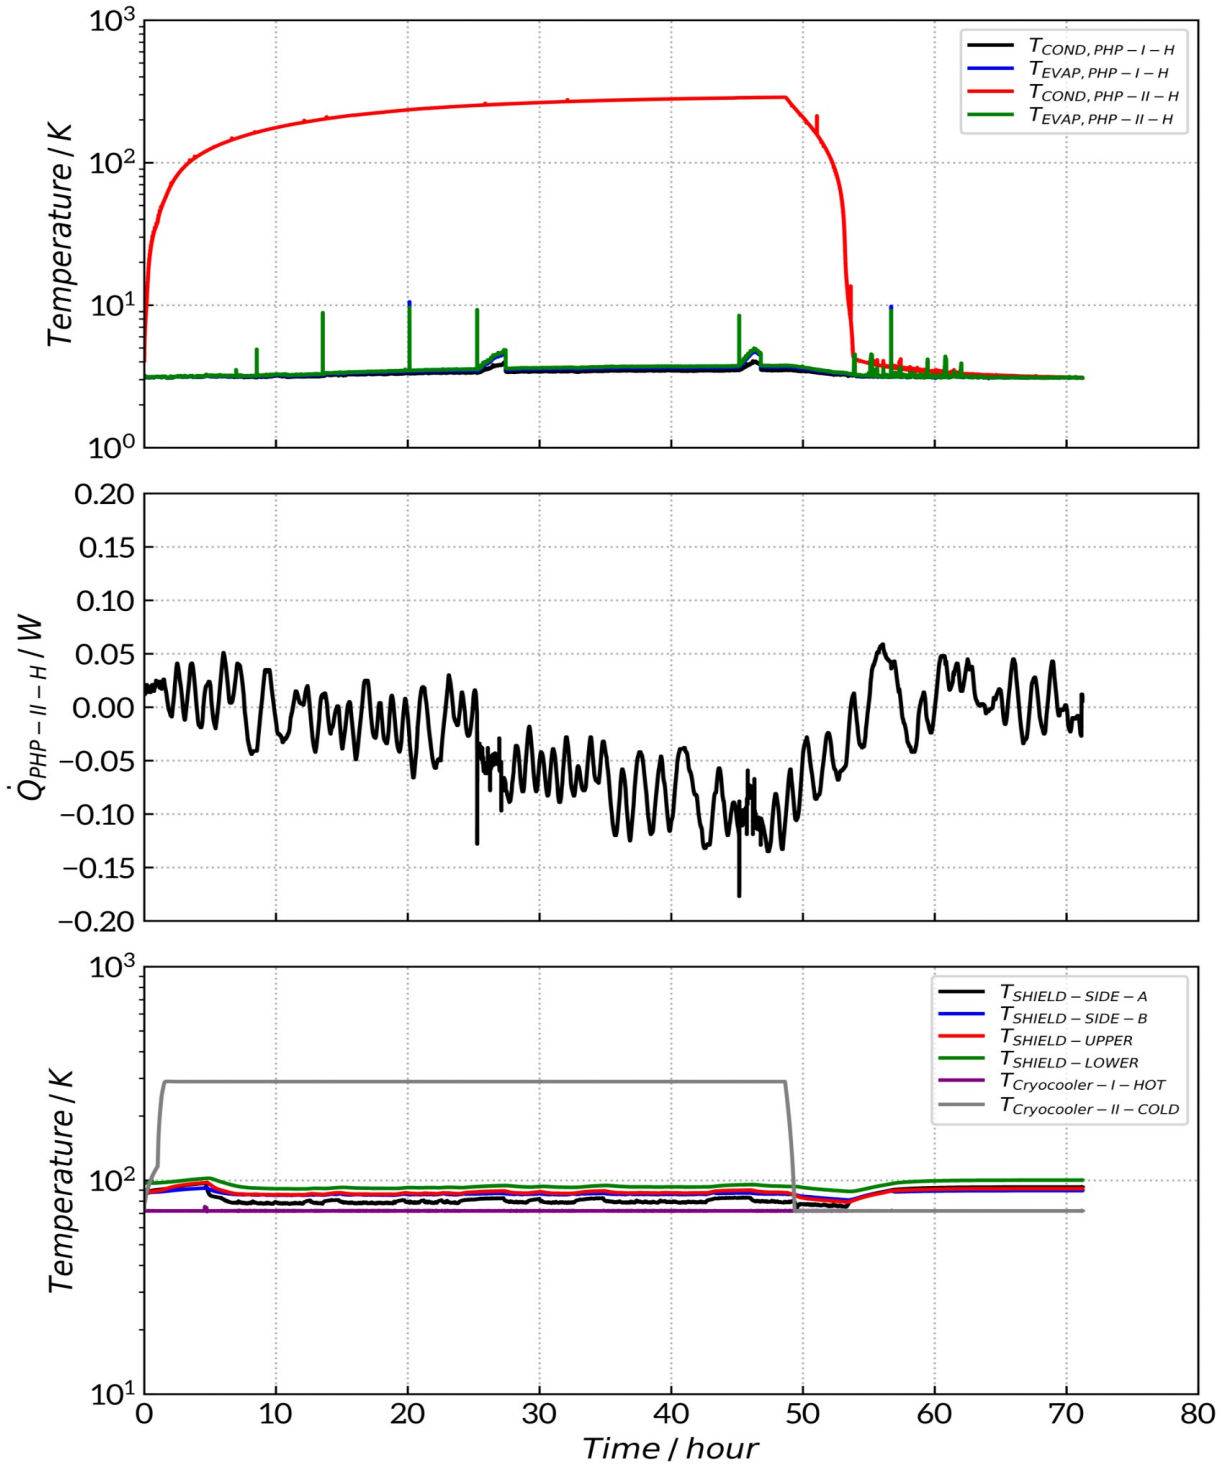 10³
10²
10¹
10⁰
Temperature / K
T_COND, PHP – I – H
T_EVAP, PHP – I – H
T_COND, PHP – II – H
T_EVAP, PHP – II – H
0.20
0.15
0.10
0.05
0.00
−0.05
−0.10
−0.15
−0.20
Q̇_PHP – II – H / W
10³
10²
10¹
Temperature / K
T_SHIELD – SIDE – A
T_SHIELD – SIDE – B
T_SHIELD – UPPER
T_SHIELD – LOWER
T_Cryocooler – I – HOT
T_Cryocooler – II – COLD
0 10 20 30 40 50 60 70 80
Time / hour